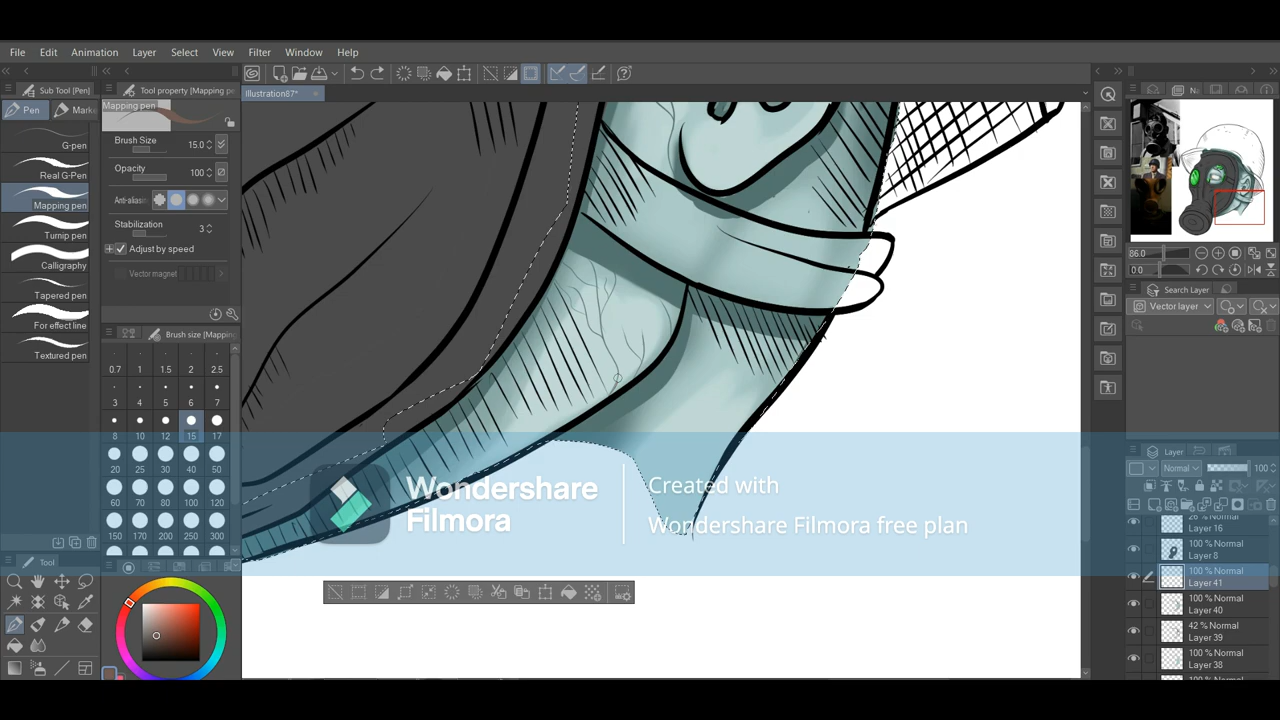 File Edit Animation Layer Select View Filter Window Help
Sub Tool [Pen]
Tool property [Mapping pe
Illustration87*
Pen
Mapping pen
Brush Size 15.0
Opacity 100
Stabilization 3
Adjust by speed
Vector magnet
G-pen
Real G-Pen
Mapping pen
Turnip pen
Calligraphy
Tapered pen
For effect line
Textured pen
Brush size [Mapping
0.7 1 1.5 2 2.5
3 4 5 6 7
8 10 12 15 17
20 25 30 40 50
60 70 80 100 120
150 170 200 250 300
Tool
86.0
0.0
Search Layer
Vector layer
Layer
Normal 100
Layer 16
100 % Normal
Layer 8
100 % Normal
Layer 41
100 % Normal
Layer 40
42 % Normal
Layer 39
100 % Normal
Layer 38
Wondershare
Filmora
Created with
Wondershare Filmora free plan